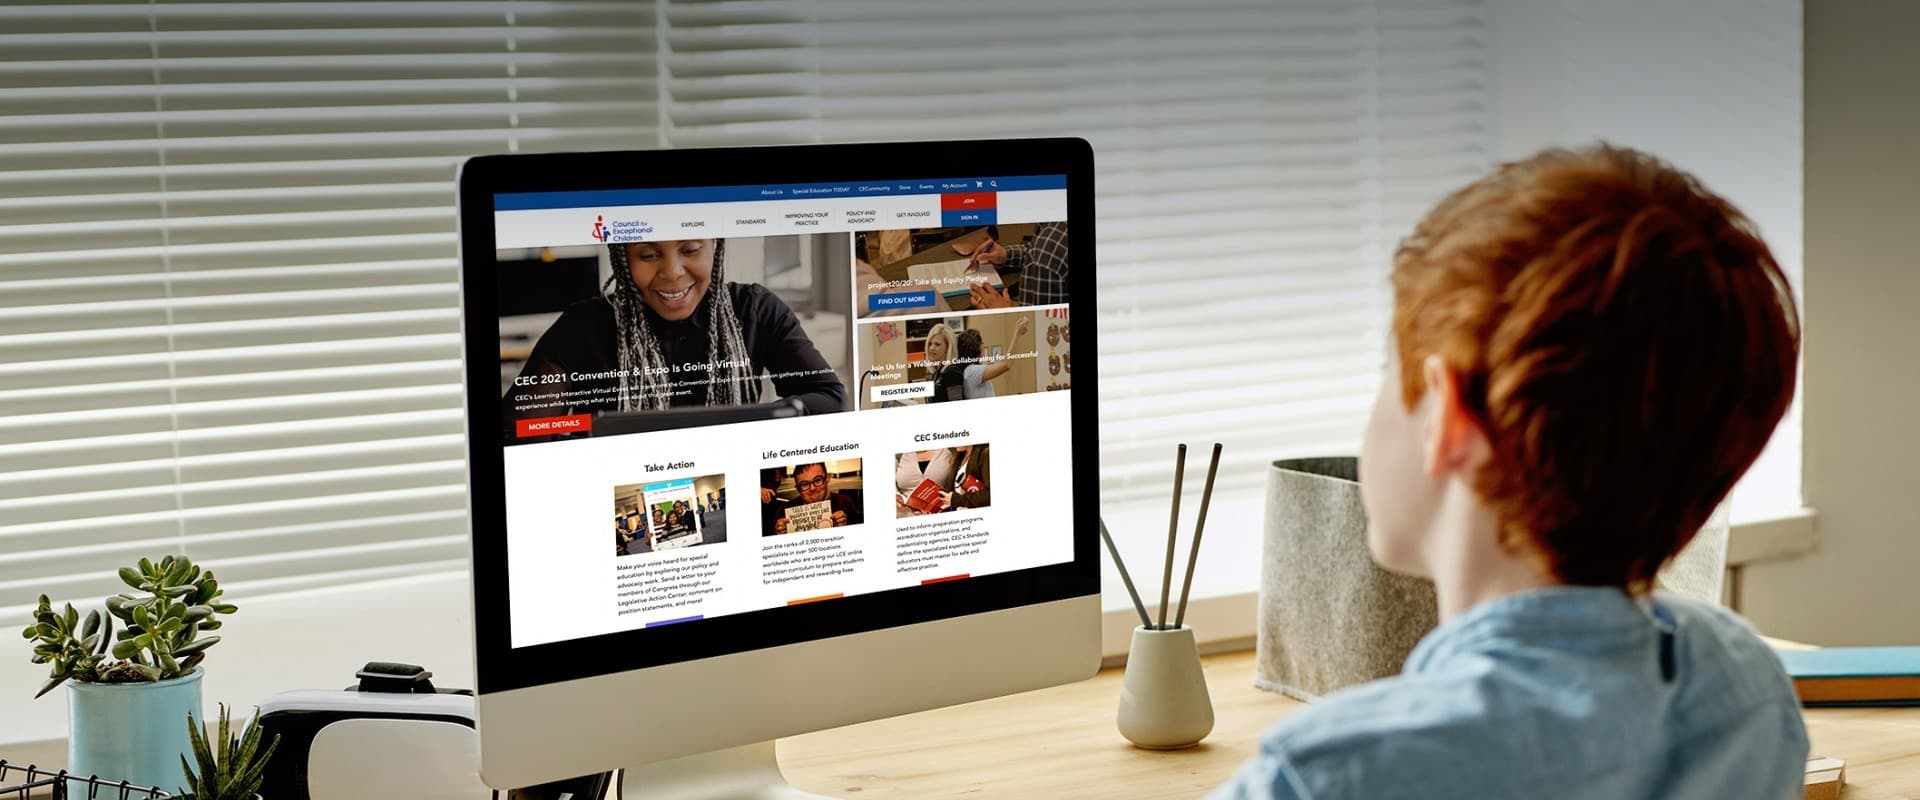 About Us Special Education TODAY CECommunity Store Events My Account
JOIN
SIGN IN
Council for
Exceptional
Children
EXPLORE
STANDARDS
IMPROVING YOUR
PRACTICE
POLICY AND
ADVOCACY
GET INVOLVED
CEC 2021 Convention & Expo Is Going Virtual!
CEC's Learning Interactive Virtual Event will transform the Convention & Expo from an in-person gathering to an online
experience while keeping what you love about this great event.
MORE DETAILS
project20/20: Take the Equity Pledge
FIND OUT MORE
Join Us for a Webinar on Collaborating for Successful
Meetings
REGISTER NOW
Take Action
Make your voice heard for special
education by exploring our policy and
advocacy work. Send a letter to your
members of Congress through our
Legislative Action Center, comment on
position statements, and more!
Life Centered Education
Join the ranks of 2,000 transition
specialists in over 500 locations
worldwide who are using our LCE online
transition curriculum to prepare students
for independent and rewarding lives.
CEC Standards
Used to inform preparation programs,
accreditation organizations, and
credentialing agencies, CEC's Standards
define the specialized expertise special
educators must master for safe and
effective practice.